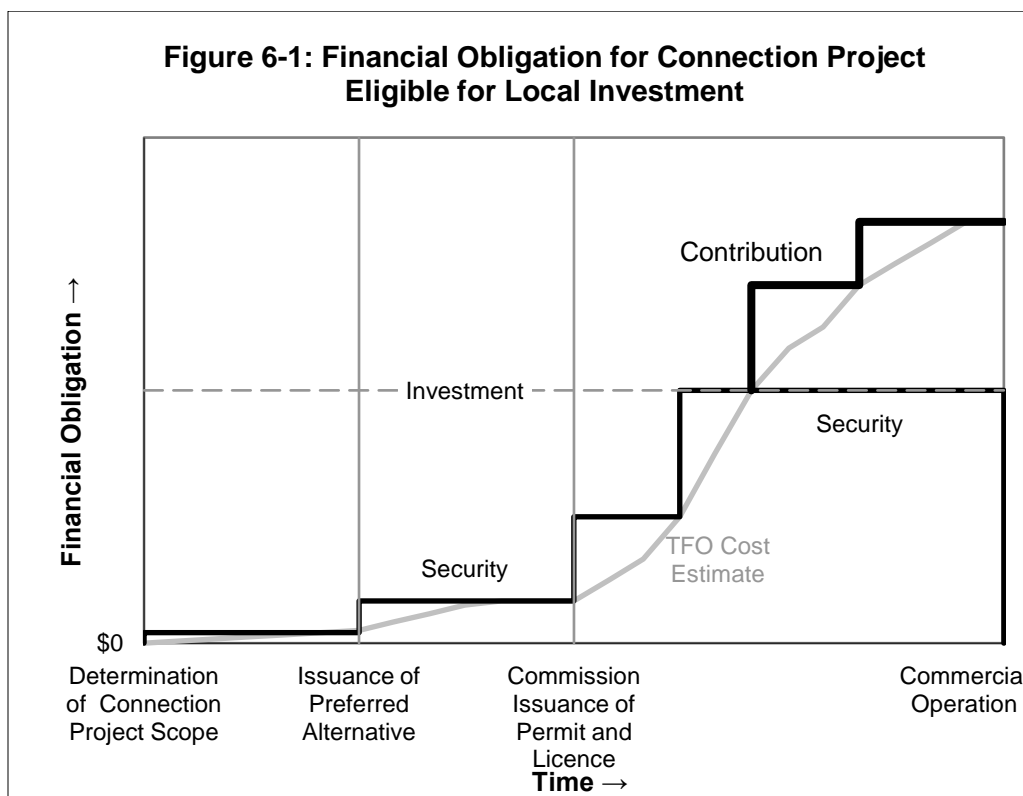 Figure 6-1: Financial Obligation for Connection Project
Eligible for Local Investment
Financial Obligation →
Contribution
Investment
Security
Security
TFO Cost
Estimate
$0
Determination
of Connection
Project Scope
Issuance of
Preferred
Alternative
Commission
Issuance of
Permit and
Licence
Commercia
Operation
Time →